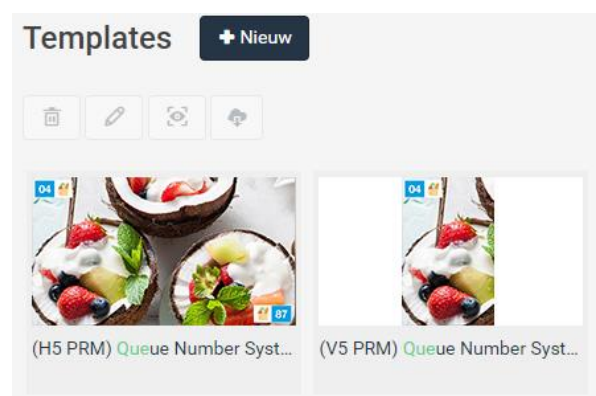 Templates
Nieuw
04
87
04
(H5 PRM) Queue Number Syst...
(V5 PRM) Queue Number Syst...